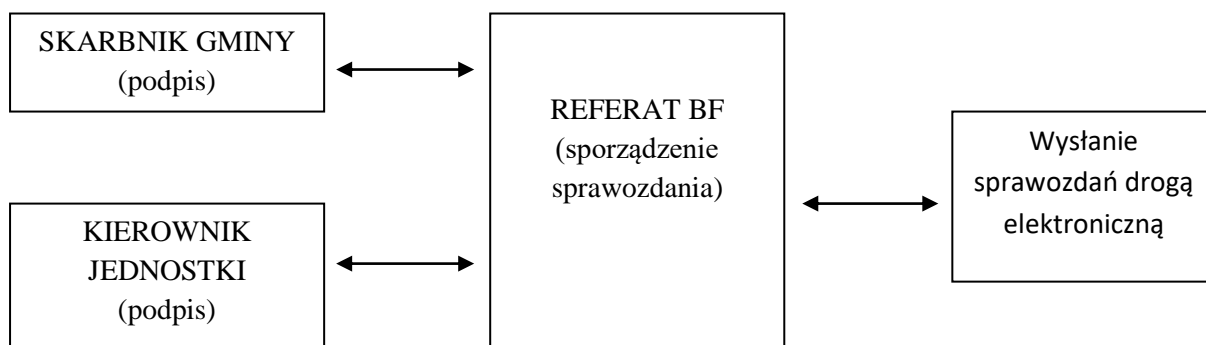 SKARBNIK GMINY
(podpis)
KIEROWNIK
JEDNOSTKI
(podpis)
REFERAT BF
(sporządzenie
sprawozdania)
Wysłanie
sprawozdań drogą
elektroniczną